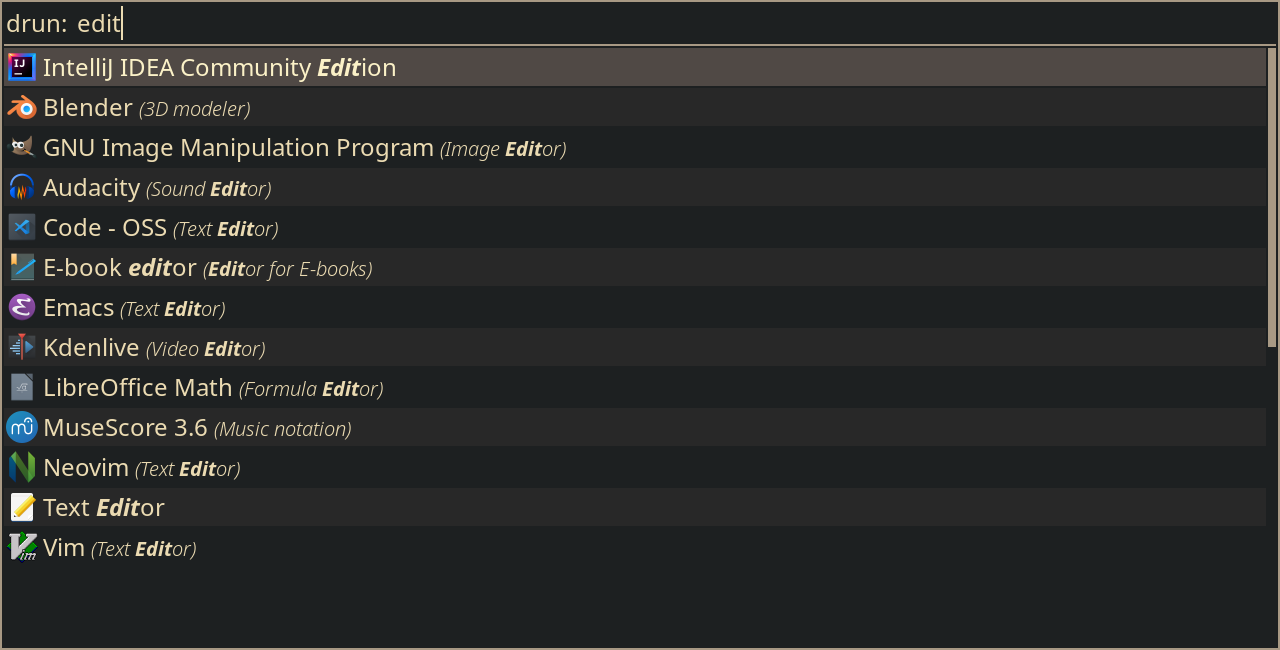 drun: edit
IntelliJ IDEA Community Edition
Blender (3D modeler)
GNU Image Manipulation Program (Image Editor)
Audacity (Sound Editor)
Code - OSS (Text Editor)
E-book editor (Editor for E-books)
Emacs (Text Editor)
Kdenlive (Video Editor)
LibreOffice Math (Formula Editor)
MuseScore 3.6 (Music notation)
Neovim (Text Editor)
Text Editor
Vim (Text Editor)